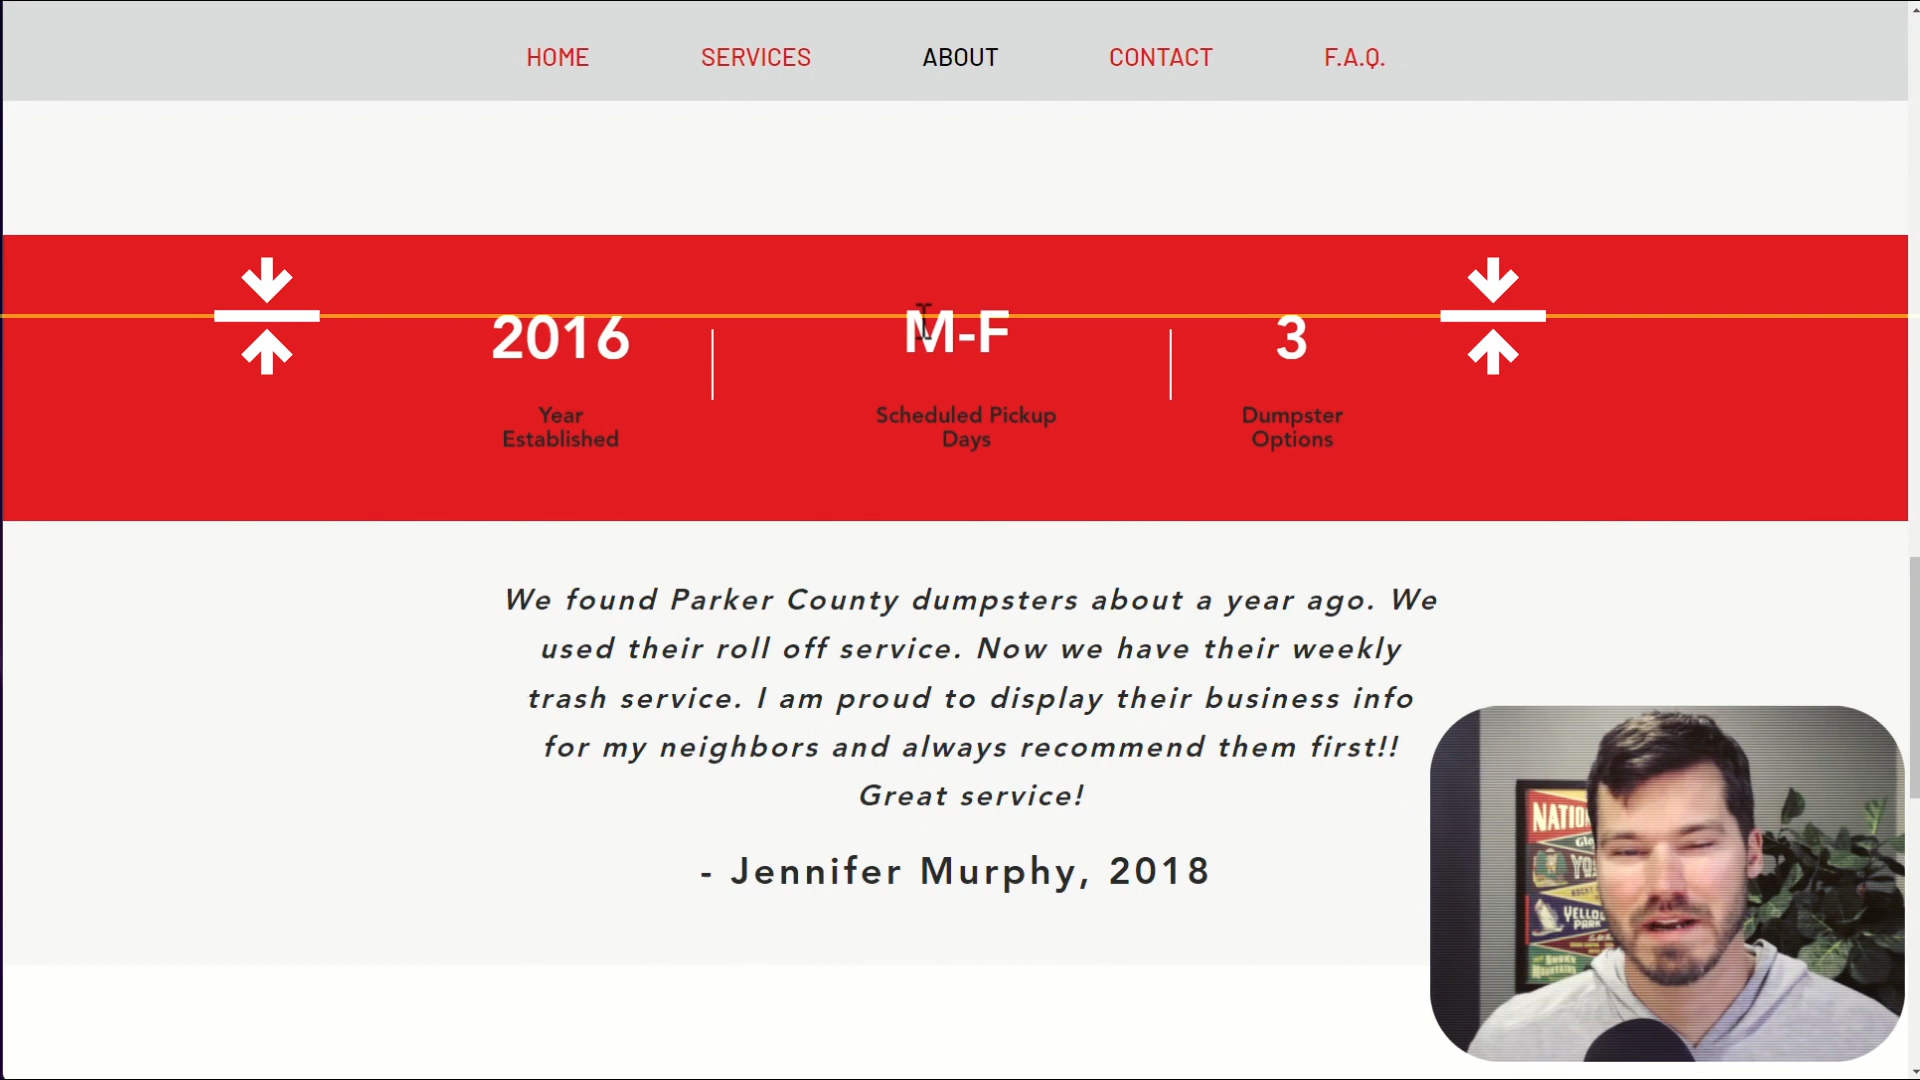 HOME SERVICES ABOUT CONTACT F.A.Q.
2016 M-F 3
Year Scheduled Pickup Dumpster
Established Days Options
We found Parker County dumpsters about a year ago. We
used their roll off service. Now we have their weekly
trash service. I am proud to display their business info
for my neighbors and always recommend them first!!
Great service!
- Jennifer Murphy, 2018